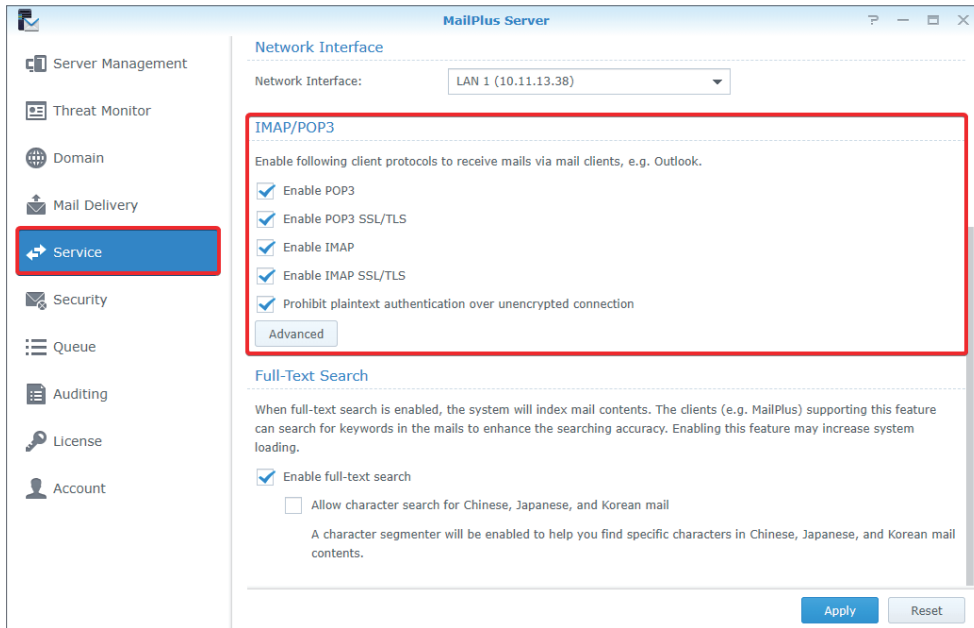 MailPlus Server
Server Management
Threat Monitor
Domain
Mail Delivery
Service
Security
Queue
Auditing
License
Account
Network Interface
Network Interface: LAN 1 (10.11.13.38)
IMAP/POP3
Enable following client protocols to receive mails via mail clients, e.g. Outlook.
Enable POP3
Enable POP3 SSL/TLS
Enable IMAP
Enable IMAP SSL/TLS
Prohibit plaintext authentication over unencrypted connection
Advanced
Full-Text Search
When full-text search is enabled, the system will index mail contents. The clients (e.g. MailPlus) supporting this feature
can search for keywords in the mails to enhance the searching accuracy. Enabling this feature may increase system
loading.
Enable full-text search
Allow character search for Chinese, Japanese, and Korean mail
A character segmenter will be enabled to help you find specific characters in Chinese, Japanese, and Korean mail
contents.
Apply Reset